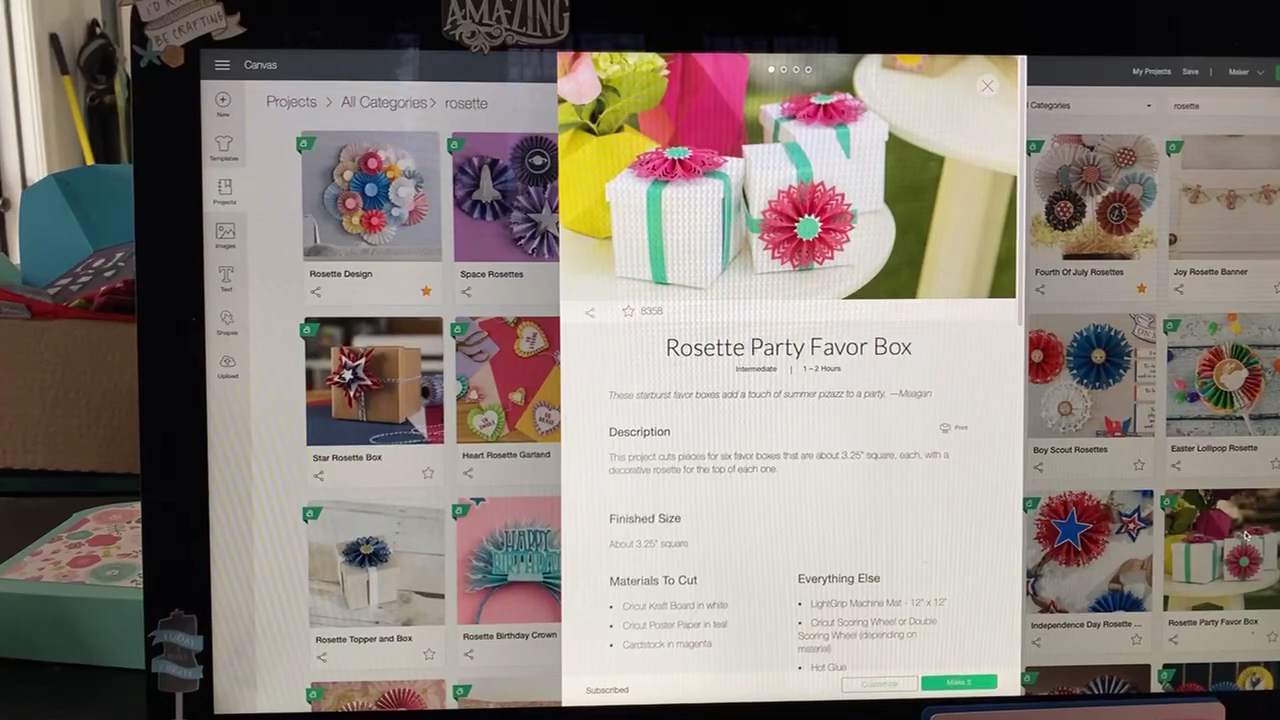 BE CRAFTING
AMAZING
Canvas
My Projects
Save
|
Maker
New
Templates
Projects
Images
Text
Shapes
Upload
Projects > All Categories > rosette
Categories
rosette
Rosette Design
Space Rosettes
Star Rosette Box
Heart Rosette Garland
Rosette Topper and Box
HAPPY
BIRTHDAY
Rosette Birthday Crown
8358
Rosette Party Favor Box
Intermediate | 1 - 2 Hours
These starburst favor boxes add a touch of summer pizazz to a party. —Meagan
Description
Print
This project cuts pieces for six favor boxes that are about 3.25" square, each, with a
decorative rosette for the top of each one.
Finished Size
About 3.25" square
Materials To Cut
• Cricut Kraft Board in white
• Cricut Poster Paper in teal
• Cardstock in magenta
Everything Else
• LightGrip Machine Mat - 12" x 12"
• Cricut Scoring Wheel or Double
Scoring Wheel (depending on
material)
• Hot Glue
Subscribed
Customize
Make It
Fourth Of July Rosettes
Joy Rosette Banner
Boy Scout Rosettes
Easter Lollipop Rosette
Independence Day Rosette ...
Rosette Party Favor Box